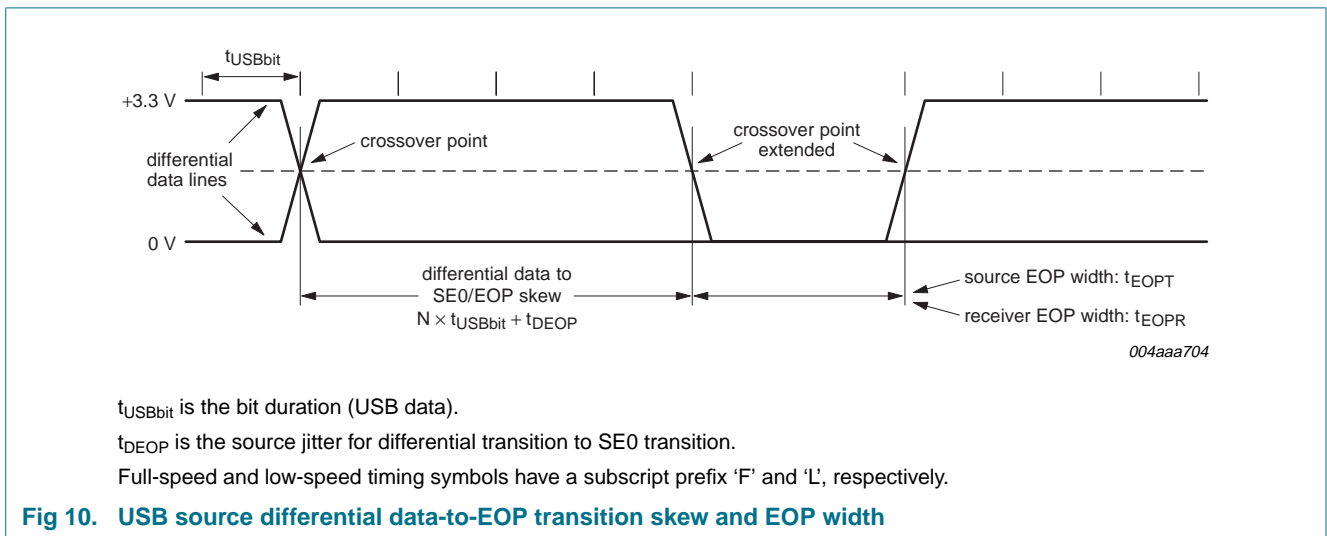 tUSBbit
+3.3 V
crossover point
crossover point
extended
differential
data lines
0 V
differential data to
SE0/EOP skew
N × tUSBbit + tDEOP
source EOP width: tEOPT
receiver EOP width: tEOPR
004aaa704
tUSBbit is the bit duration (USB data).
tDEOP is the source jitter for differential transition to SE0 transition.
Full-speed and low-speed timing symbols have a subscript prefix ‘F’ and ‘L’, respectively.
Fig 10. USB source differential data-to-EOP transition skew and EOP width